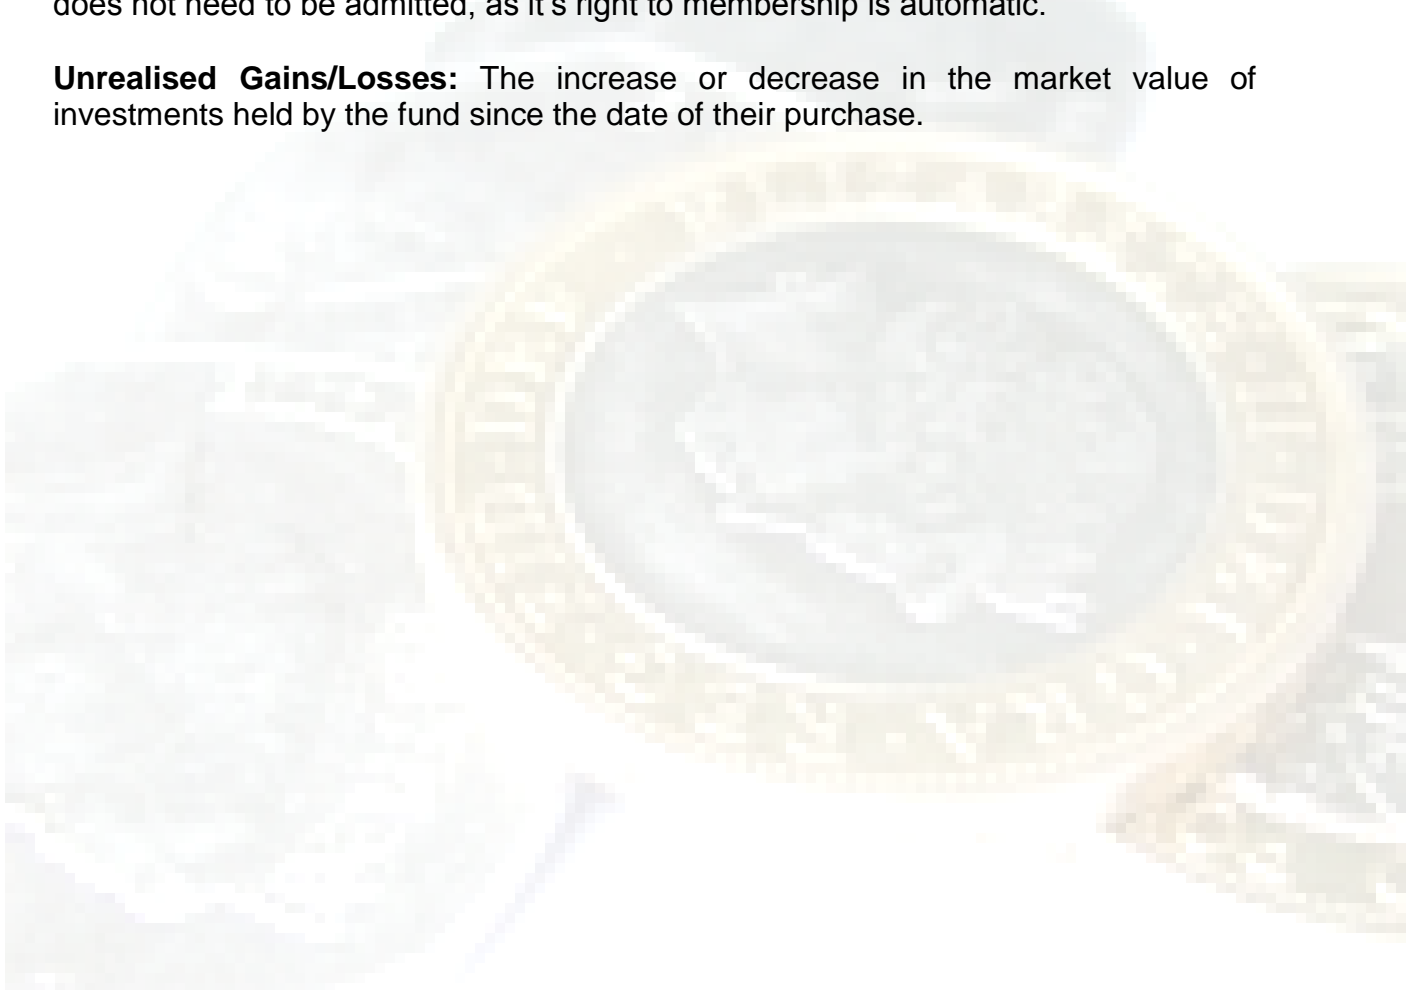 does not need to be admitted, as it's right to membership is automatic.
Unrealised Gains/Losses: The increase or decrease in the market value of
investments held by the fund since the date of their purchase.